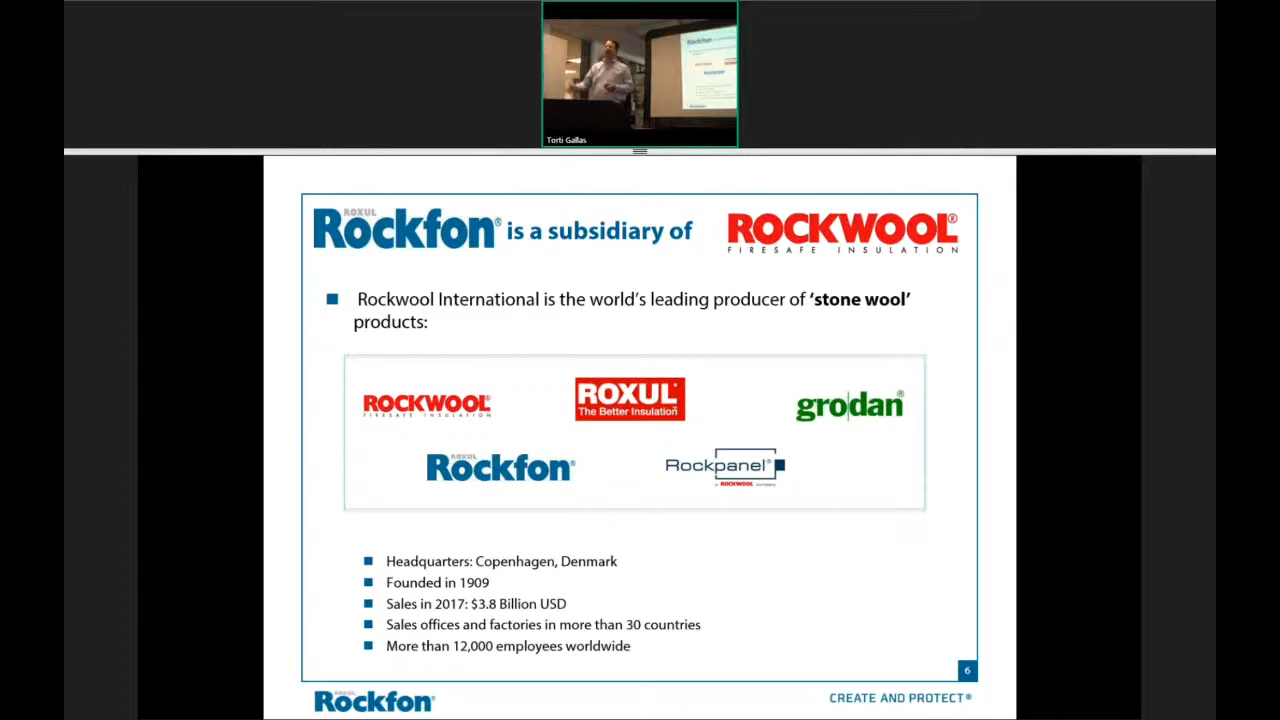 Torti Gallas
ROXUL
Rockfon® is a subsidiary of ROCKWOOL®
FIRESAFE INSULATION
Rockwool International is the world's leading producer of ‘stone wool’
products:
ROCKWOOL®
FIRESAFE INSULATION
ROXUL®
The Better Insulation
grodan®
ROXUL
Rockfon®
Rockpanel®
a ROCKWOOL company
Headquarters: Copenhagen, Denmark
Founded in 1909
Sales in 2017: $3.8 Billion USD
Sales offices and factories in more than 30 countries
More than 12,000 employees worldwide
6
ROXUL
Rockfon®
CREATE AND PROTECT®